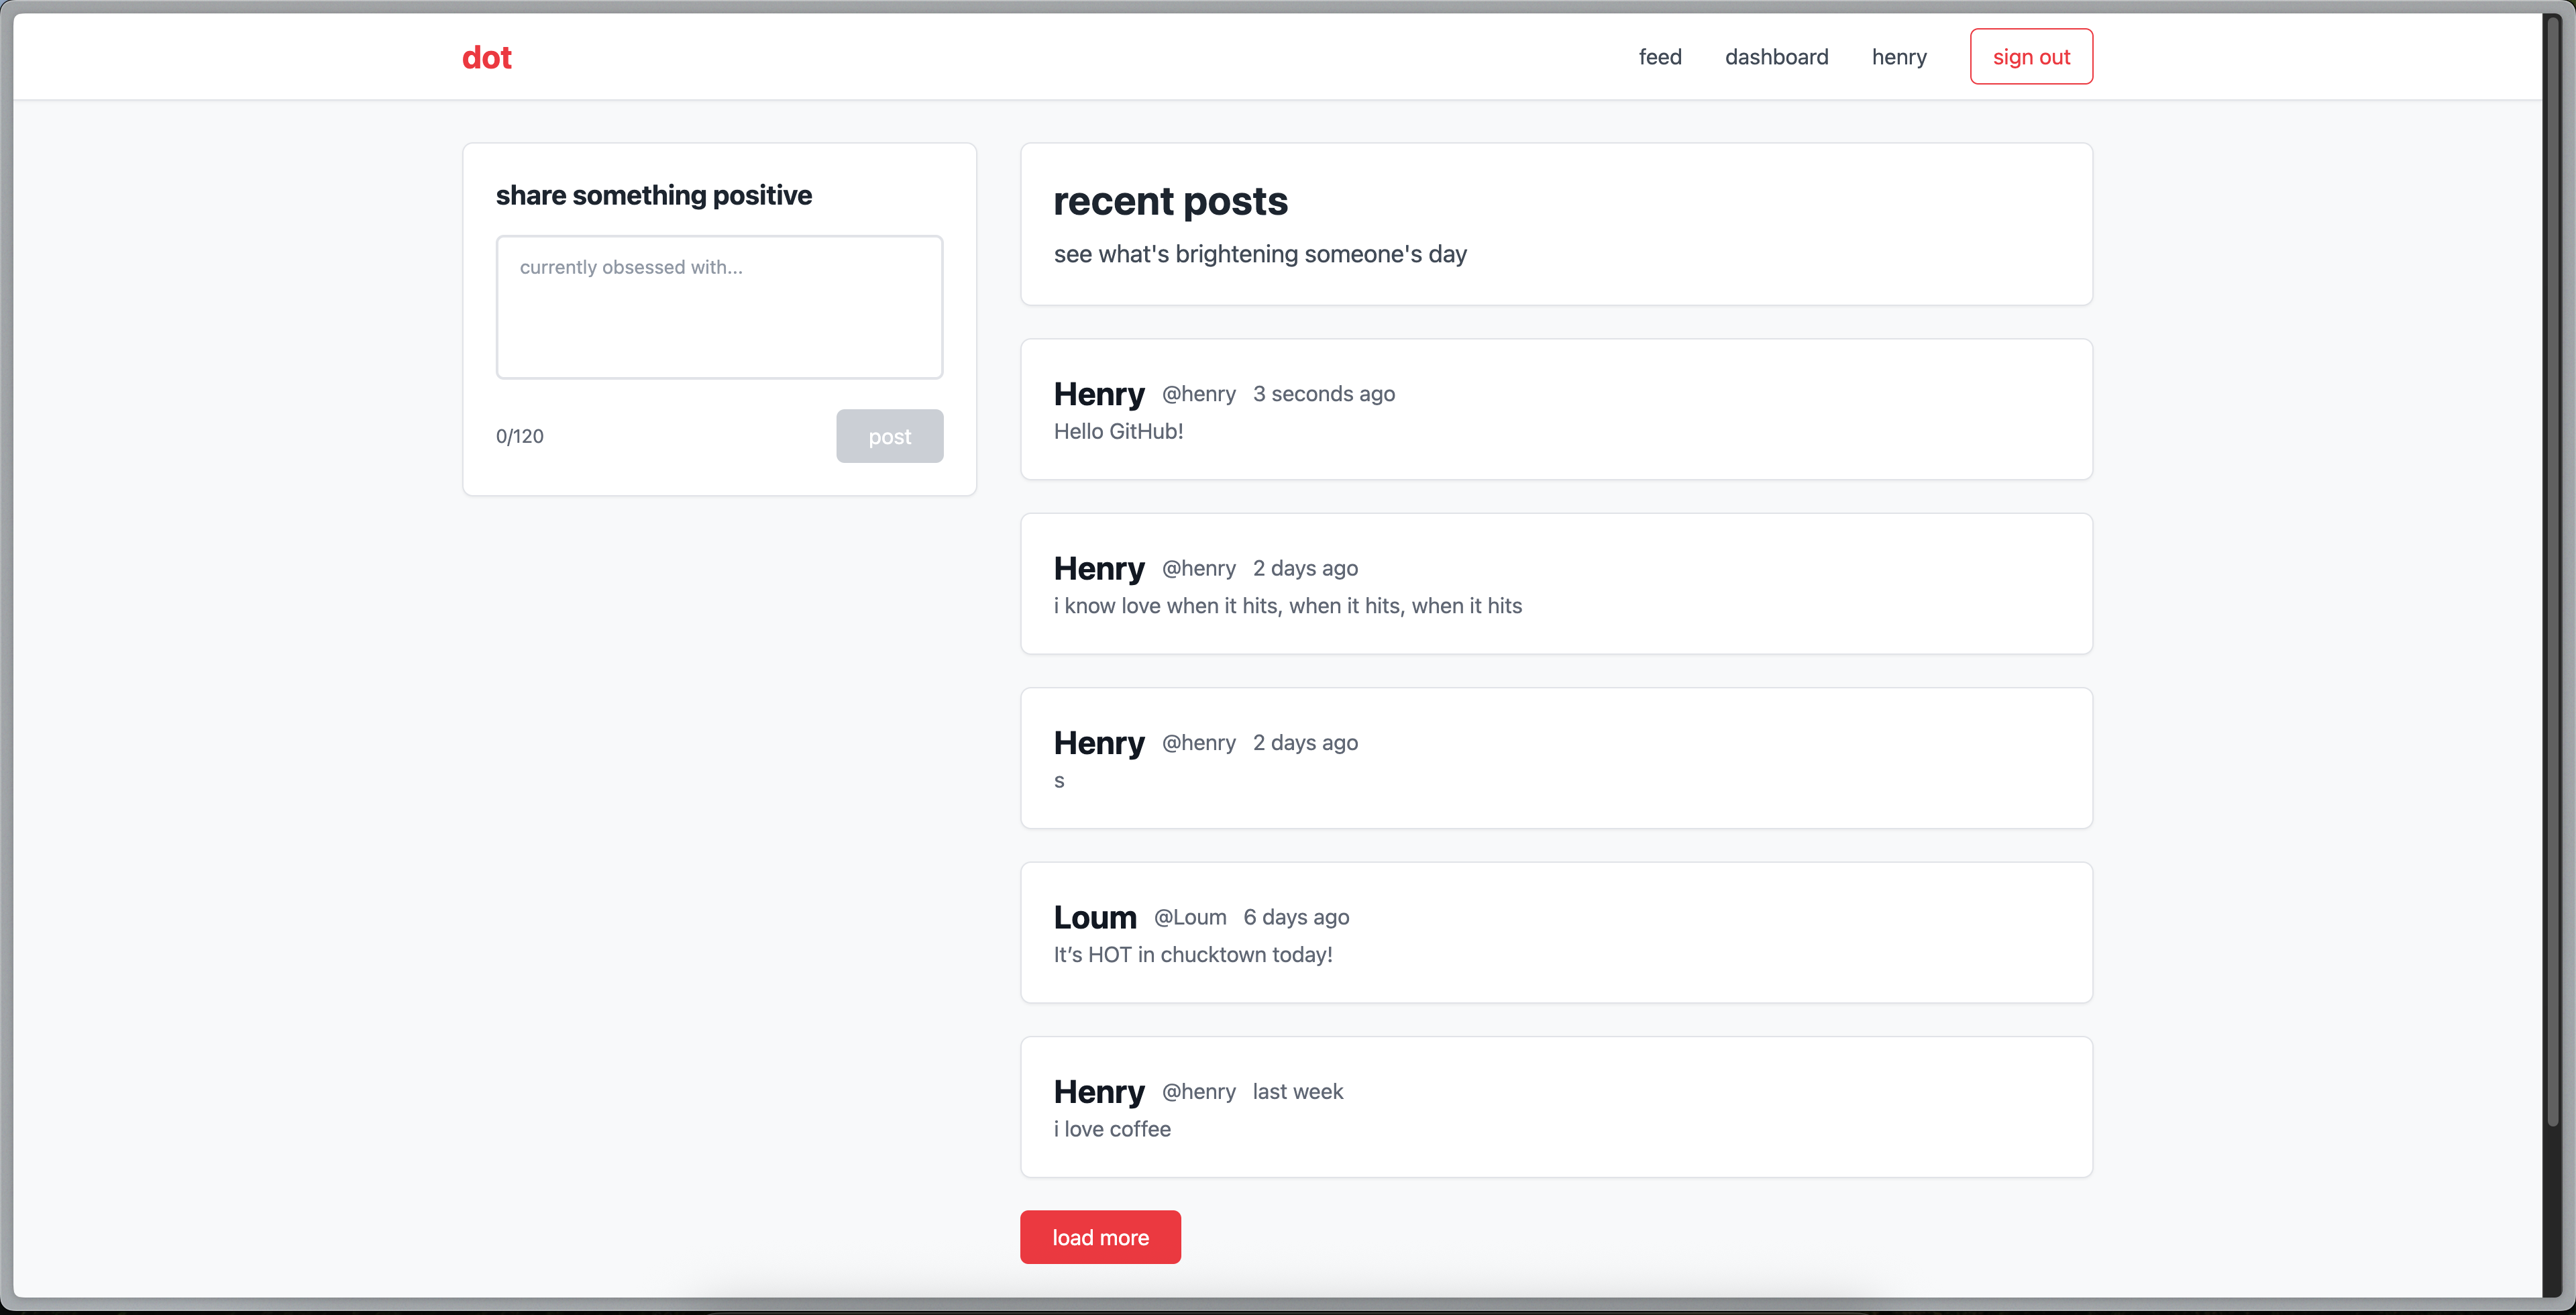 dot
feed dashboard henry sign out
share something positive
currently obsessed with...
0/120 post
recent posts
see what's brightening someone's day
Henry @henry 3 seconds ago
Hello GitHub!
Henry @henry 2 days ago
i know love when it hits, when it hits, when it hits
Henry @henry 2 days ago
s
Loum @Loum 6 days ago
It’s HOT in chucktown today!
Henry @henry last week
i love coffee
load more